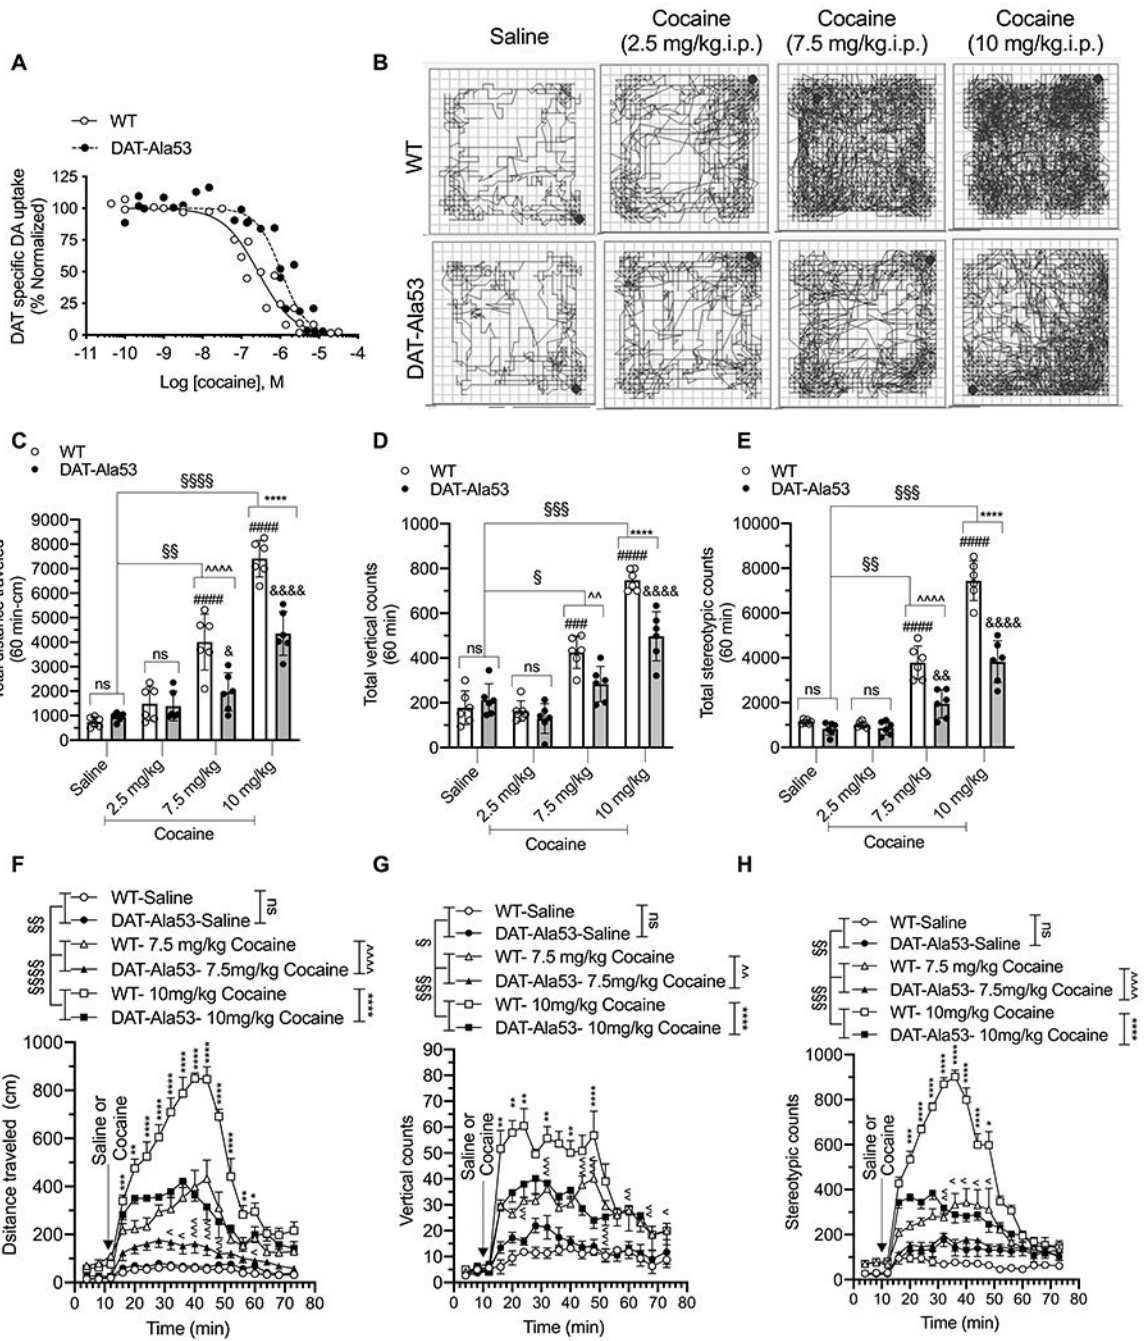 A
WT
DAT-Ala53
DAT specific DA uptake
(% Normalized)
125
100
75
50
25
0
-11 -10 -9 -8 -7 -6 -5 -4
Log [cocaine], M
B
Saline
Cocaine
(2.5 mg/kg.i.p.)
Cocaine
(7.5 mg/kg.i.p.)
Cocaine
(10 mg/kg.i.p.)
WT
DAT-Ala53
C
WT
DAT-Ala53
distance traveled
(60 min-cm)
9000
8000
7000
6000
5000
4000
3000
2000
1000
0
§§§§
****
####
§§
^^^^
####
&&&&
ns
ns
&
Saline
2.5 mg/kg
7.5 mg/kg
10 mg/kg
Cocaine
D
WT
DAT-Ala53
Total vertical counts
(60 min)
1000
800
600
400
200
0
§§§
****
####
§
^^
###
&&&&
ns
ns
Saline
2.5 mg/kg
7.5 mg/kg
10 mg/kg
Cocaine
E
WT
DAT-Ala53
Total stereotypic counts
(60 min)
10000
8000
6000
4000
2000
0
§§§
****
####
§§
^^^^
####
&&&&
&&
ns
ns
Saline
2.5 mg/kg
7.5 mg/kg
10 mg/kg
Cocaine
F
WT-Saline
DAT-Ala53-Saline
WT- 7.5 mg/kg Cocaine
DAT-Ala53- 7.5mg/kg Cocaine
WT- 10mg/kg Cocaine
DAT-Ala53- 10mg/kg Cocaine
§§
§§§§
ns
^^^^
****
Dsitance traveled (cm)
1000
800
600
400
200
0
Saline or
Cocaine
0 10 20 30 40 50 60 70 80
Time (min)
G
WT-Saline
DAT-Ala53-Saline
WT- 7.5 mg/kg Cocaine
DAT-Ala53- 7.5mg/kg Cocaine
WT- 10mg/kg Cocaine
DAT-Ala53- 10mg/kg Cocaine
§
§§§
ns
^^
****
Vertical counts
90
80
70
60
50
40
30
20
10
0
Saline or
Cocaine
0 10 20 30 40 50 60 70 80
Time (min)
H
WT-Saline
DAT-Ala53-Saline
WT- 7.5 mg/kg Cocaine
DAT-Ala53- 7.5mg/kg Cocaine
WT- 10mg/kg Cocaine
DAT-Ala53- 10mg/kg Cocaine
§§
§§§
ns
^^^^
****
Stereotypic counts
1000
800
600
400
200
0
Saline or
Cocaine
0 10 20 30 40 50 60 70 80
Time (min)